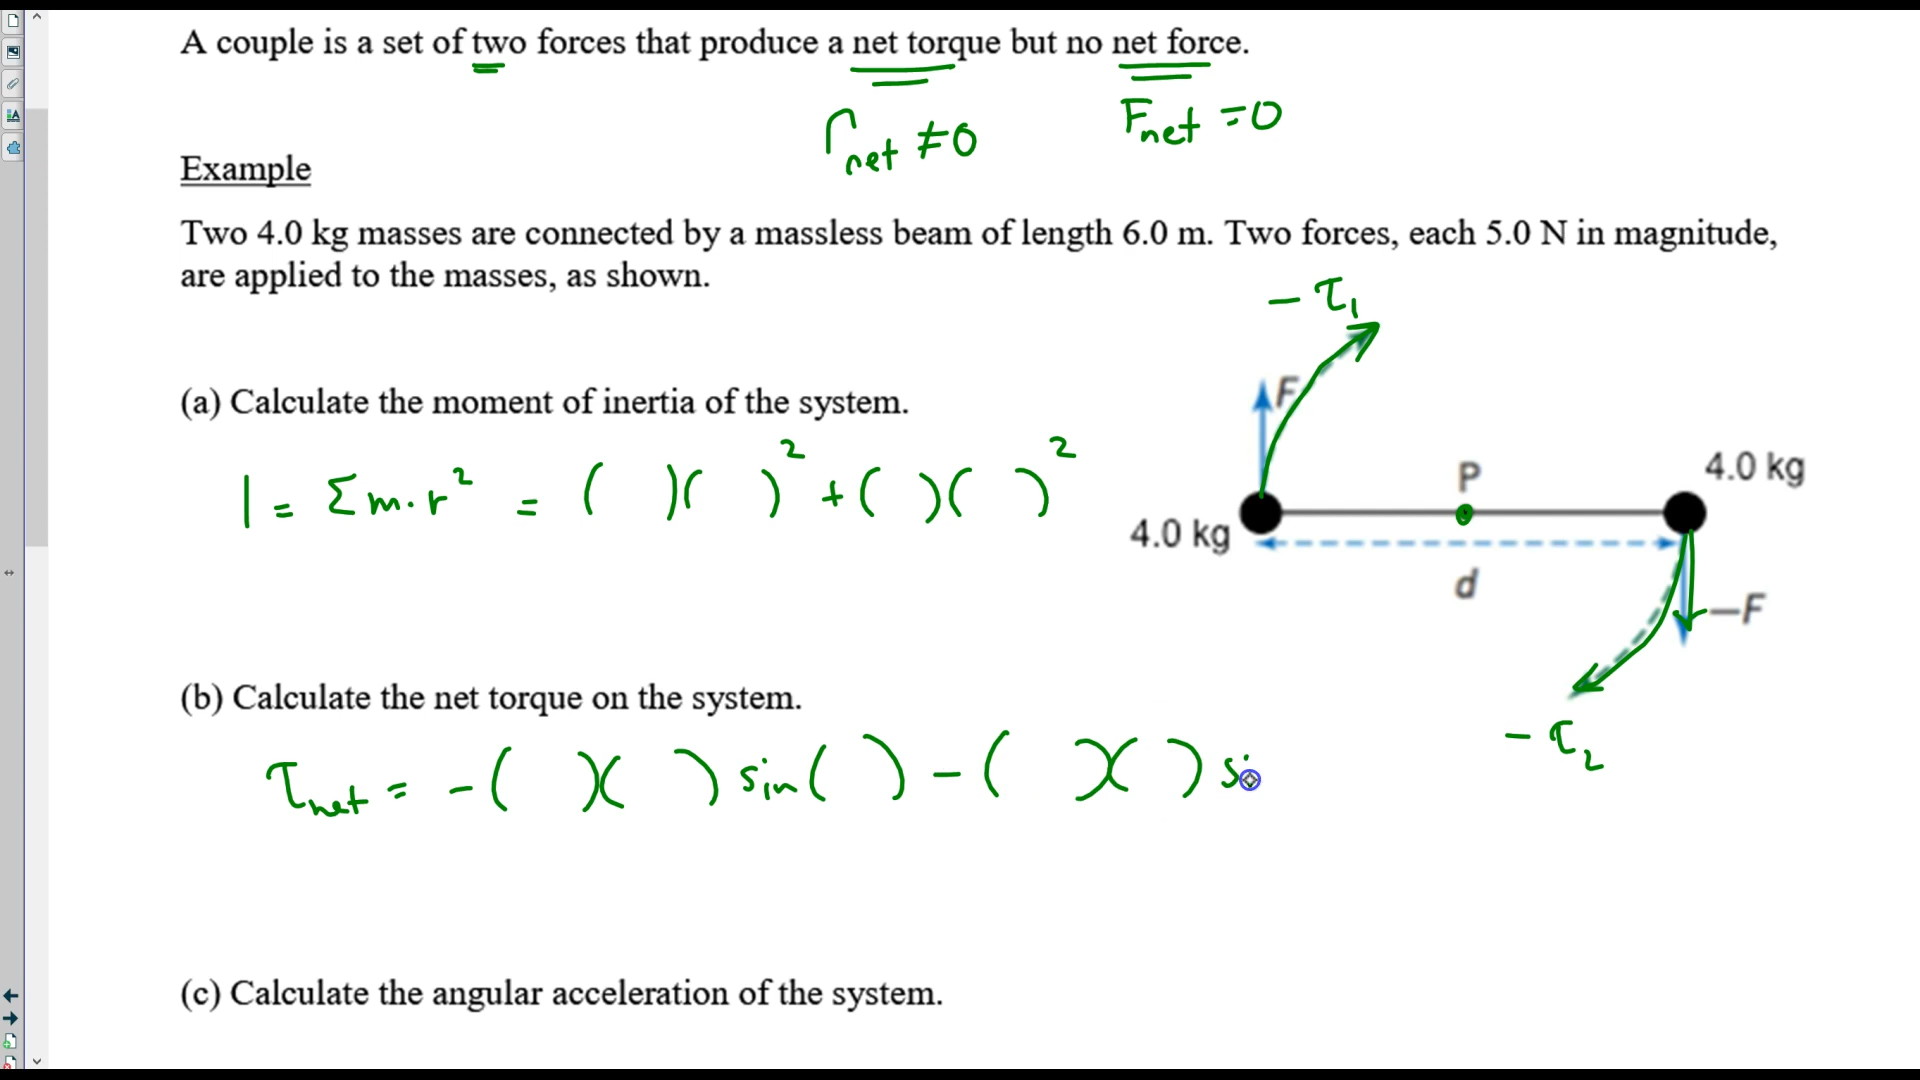 A couple is a set of two forces that produce a net torque but no net force.
Γnet ≠ 0
Fnet = 0
Example
Two 4.0 kg masses are connected by a massless beam of length 6.0 m. Two forces, each 5.0 N in magnitude,
are applied to the masses, as shown.
- τ₁
F
(a) Calculate the moment of inertia of the system.
I = Σ m·r² = ( )( )² + ( )( )²
P
4.0 kg
4.0 kg
d
—F
(b) Calculate the net torque on the system.
- τ₂
τnet = - ( )( ) sin( ) - ( )( ) si
(c) Calculate the angular acceleration of the system.